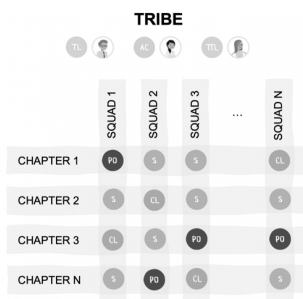 TRIBE
TL AC TTL
SQUAD 1 SQUAD 2 SQUAD 3 ... SQUAD N
CHAPTER 1 PO S S CL
CHAPTER 2 S CL S S
CHAPTER 3 CL S PO PO
CHAPTER N S PO CL S